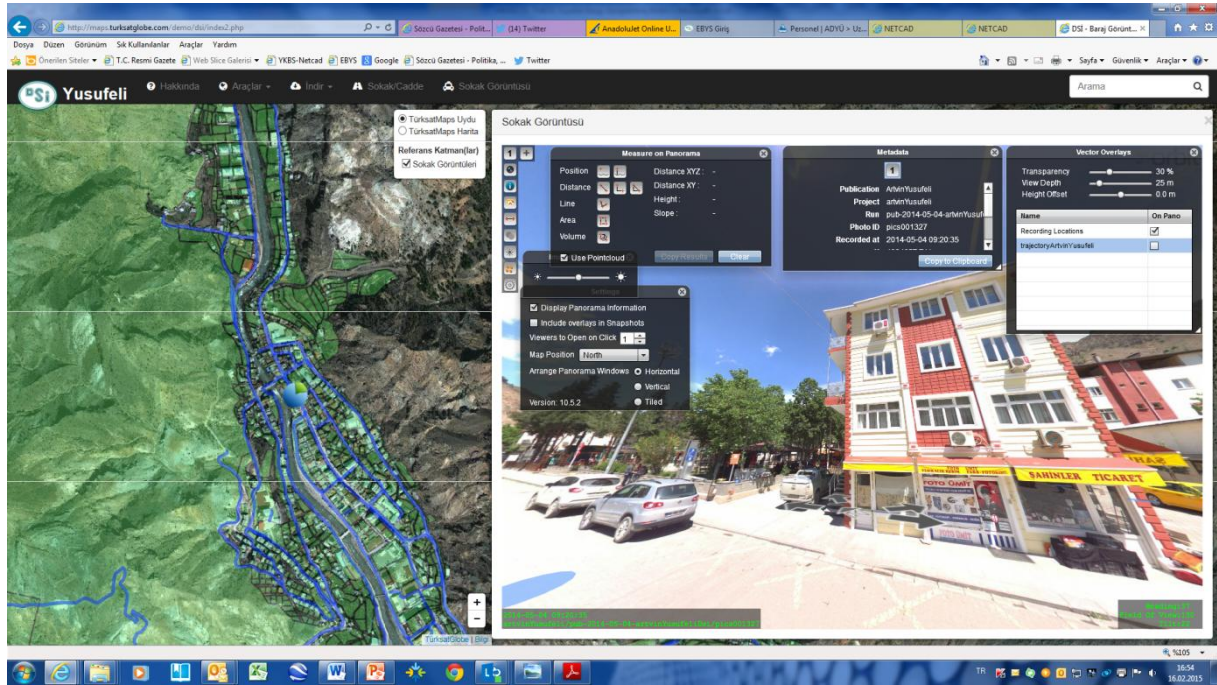 http://maps.turksatglobe.com/demo/dsi/index2.php
Sözcü Gazetesi - Polit...
(14) Twitter
AnadoluJet Online U...
EBYS Giriş
Personel | ADYÜ > Uz...
NETCAD
NETCAD
DSİ - Baraj Görünt...
Dosya Düzen Görünüm Sık Kullanılanlar Araçlar Yardım
Önerilen Siteler
T.C. Resmi Gazete
Web Slice Galerisi
YKBS-Netcad
EBYS
Google
Sözcü Gazetesi - Politika, ...
Twitter
Sayfa Güvenlik Araçlar
DSİ Yusufeli
Hakkında
Araçlar
İndir
Sokak/Cadde
Sokak Görüntüsü
Arama
TürksatMaps Uydu
TürksatMaps Harita
Referans Katman(lar)
Sokak Görüntüleri
TürksatGlobe | Bilgi
Sokak Görüntüsü
1
Measure on Panorama
Position
Distance
Line
Area
Volume
Distance XYZ : -
Distance XY : -
Height : -
Slope : -
Copy Results
Clear
Use Pointcloud
Settings
Display Panorama Information
Include overlays in Snapshots
Viewers to Open on Click 1
Map Position North
Arrange Panorama Windows Horizontal
Vertical
Tiled
Version: 10.5.2
Metadata
1
Publication ArtvinYusufeli
Project artvinYusufeli
Run pub-2014-05-04-artvinYusuf
Photo ID pics001327
Recorded at 2014-05-04 09:20:35
Copy to Clipboard
Vector Overlays
Transparency 30 %
View Depth 25 m
Height Offset 0.0 m
Name On Pano
Recording Locations
trajectoryArtvinYusufeli
FOTO ÜMİT
FOTO ÜMİT
ŞAHİNLER TİCARET
%105
TR
16:54
16.02.2015